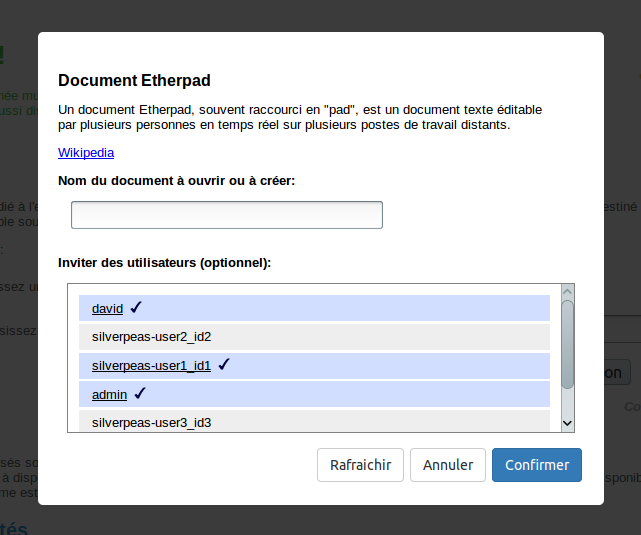 Document Etherpad
Un document Etherpad, souvent raccourci en "pad", est un document texte éditable
par plusieurs personnes en temps réel sur plusieurs postes de travail distants.
Wikipedia
Nom du document à ouvrir ou à créer:
Inviter des utilisateurs (optionnel):
david ✓
silverpeas-user2_id2
silverpeas-user1_id1 ✓
admin ✓
silverpeas-user3_id3
Rafraichir Annuler Confirmer